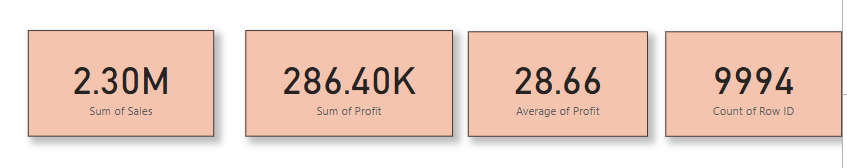 2.30M
Sum of Sales
286.40K
Sum of Profit
28.66
Average of Profit
9994
Count of Row ID